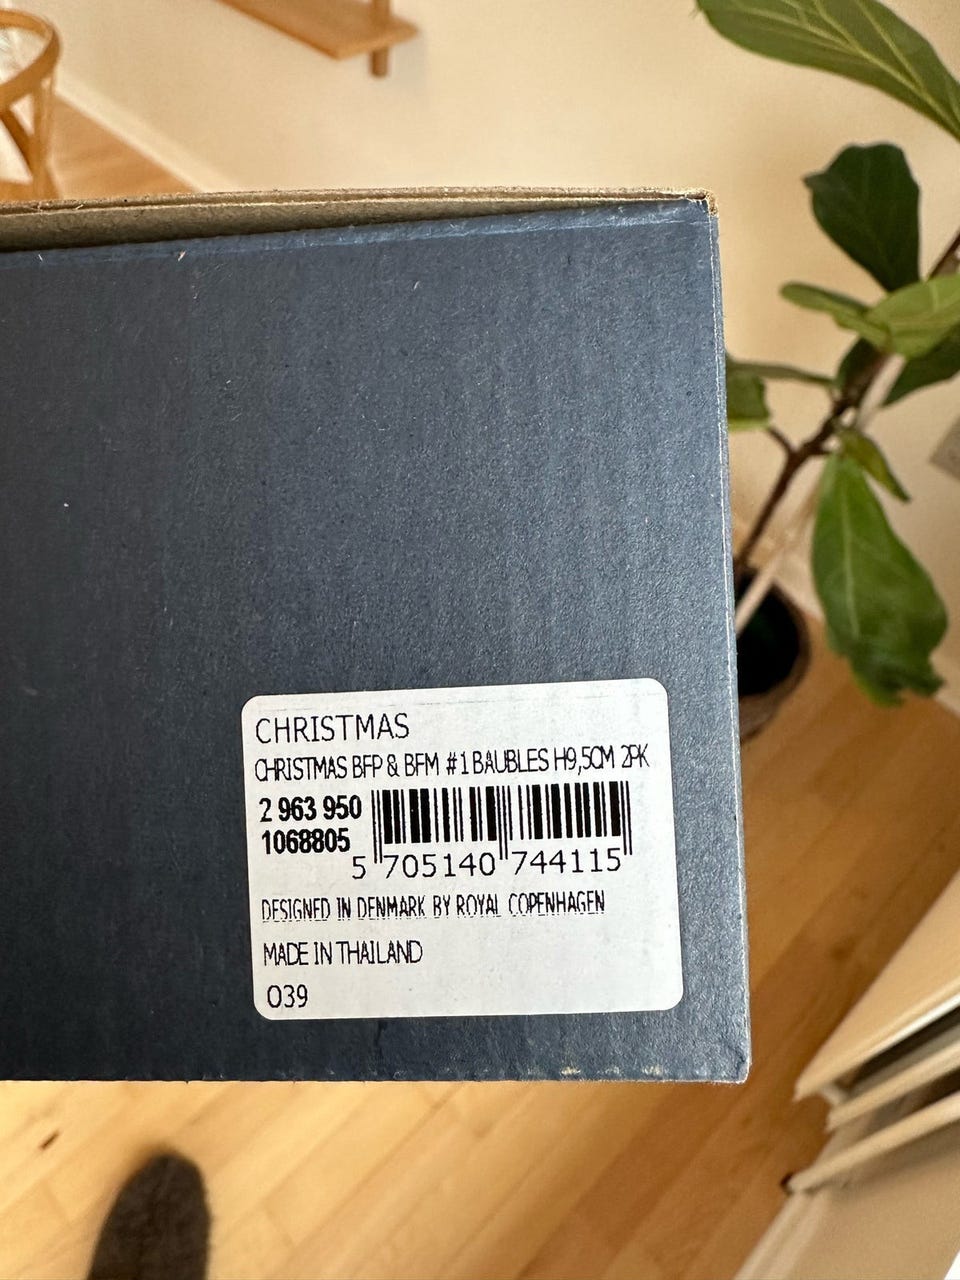 CHRISTMAS
CHRISTMAS BFP & BFM #1 BAUBLES H9,5CM 2PK
2 963 950
1068805
5 705140 744115
DESIGNED IN DENMARK BY ROYAL COPENHAGEN
MADE IN THAILAND
O39